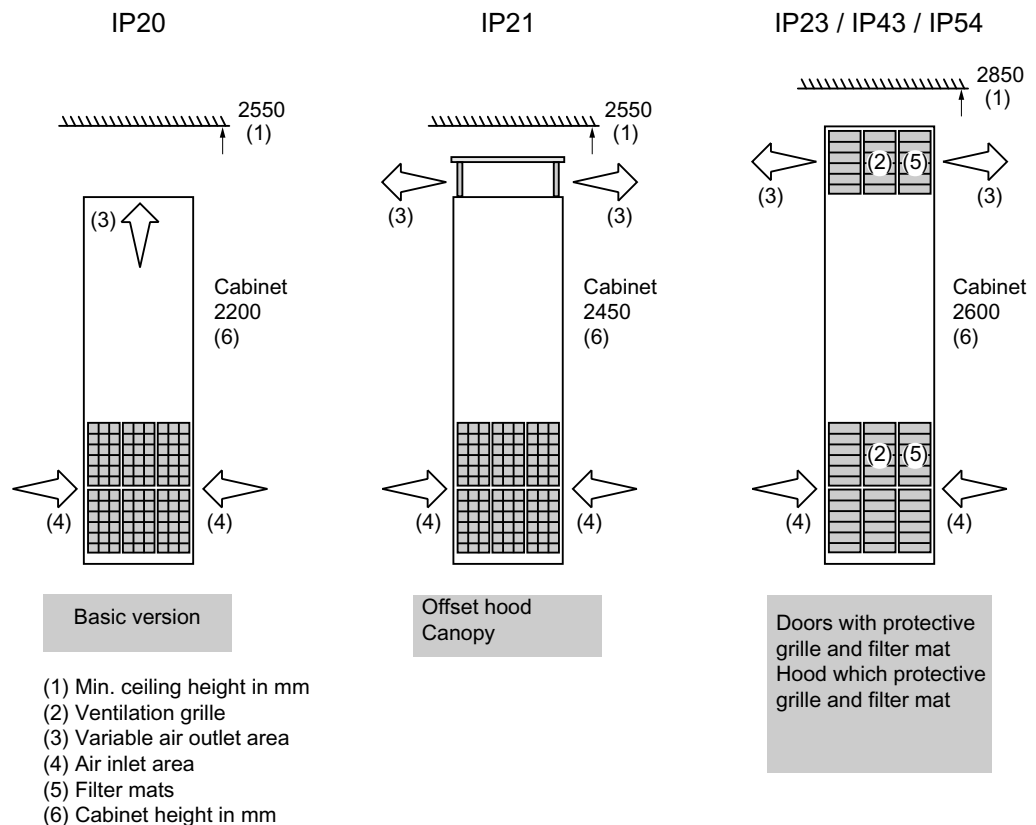 IP20
IP21
IP23 / IP43 / IP54
2550
(1)
2550
(1)
2850
(1)
(3)
(3)
(3)
(3)
(2)
(5)
(3)
Cabinet
2200
(6)
Cabinet
2450
(6)
Cabinet
2600
(6)
(4)
(4)
(4)
(4)
(2)
(5)
(4)
(4)
Basic version
Offset hood
Canopy
Doors with protective
grille and filter mat
Hood which protective
grille and filter mat
(1) Min. ceiling height in mm
(2) Ventilation grille
(3) Variable air outlet area
(4) Air inlet area
(5) Filter mats
(6) Cabinet height in mm